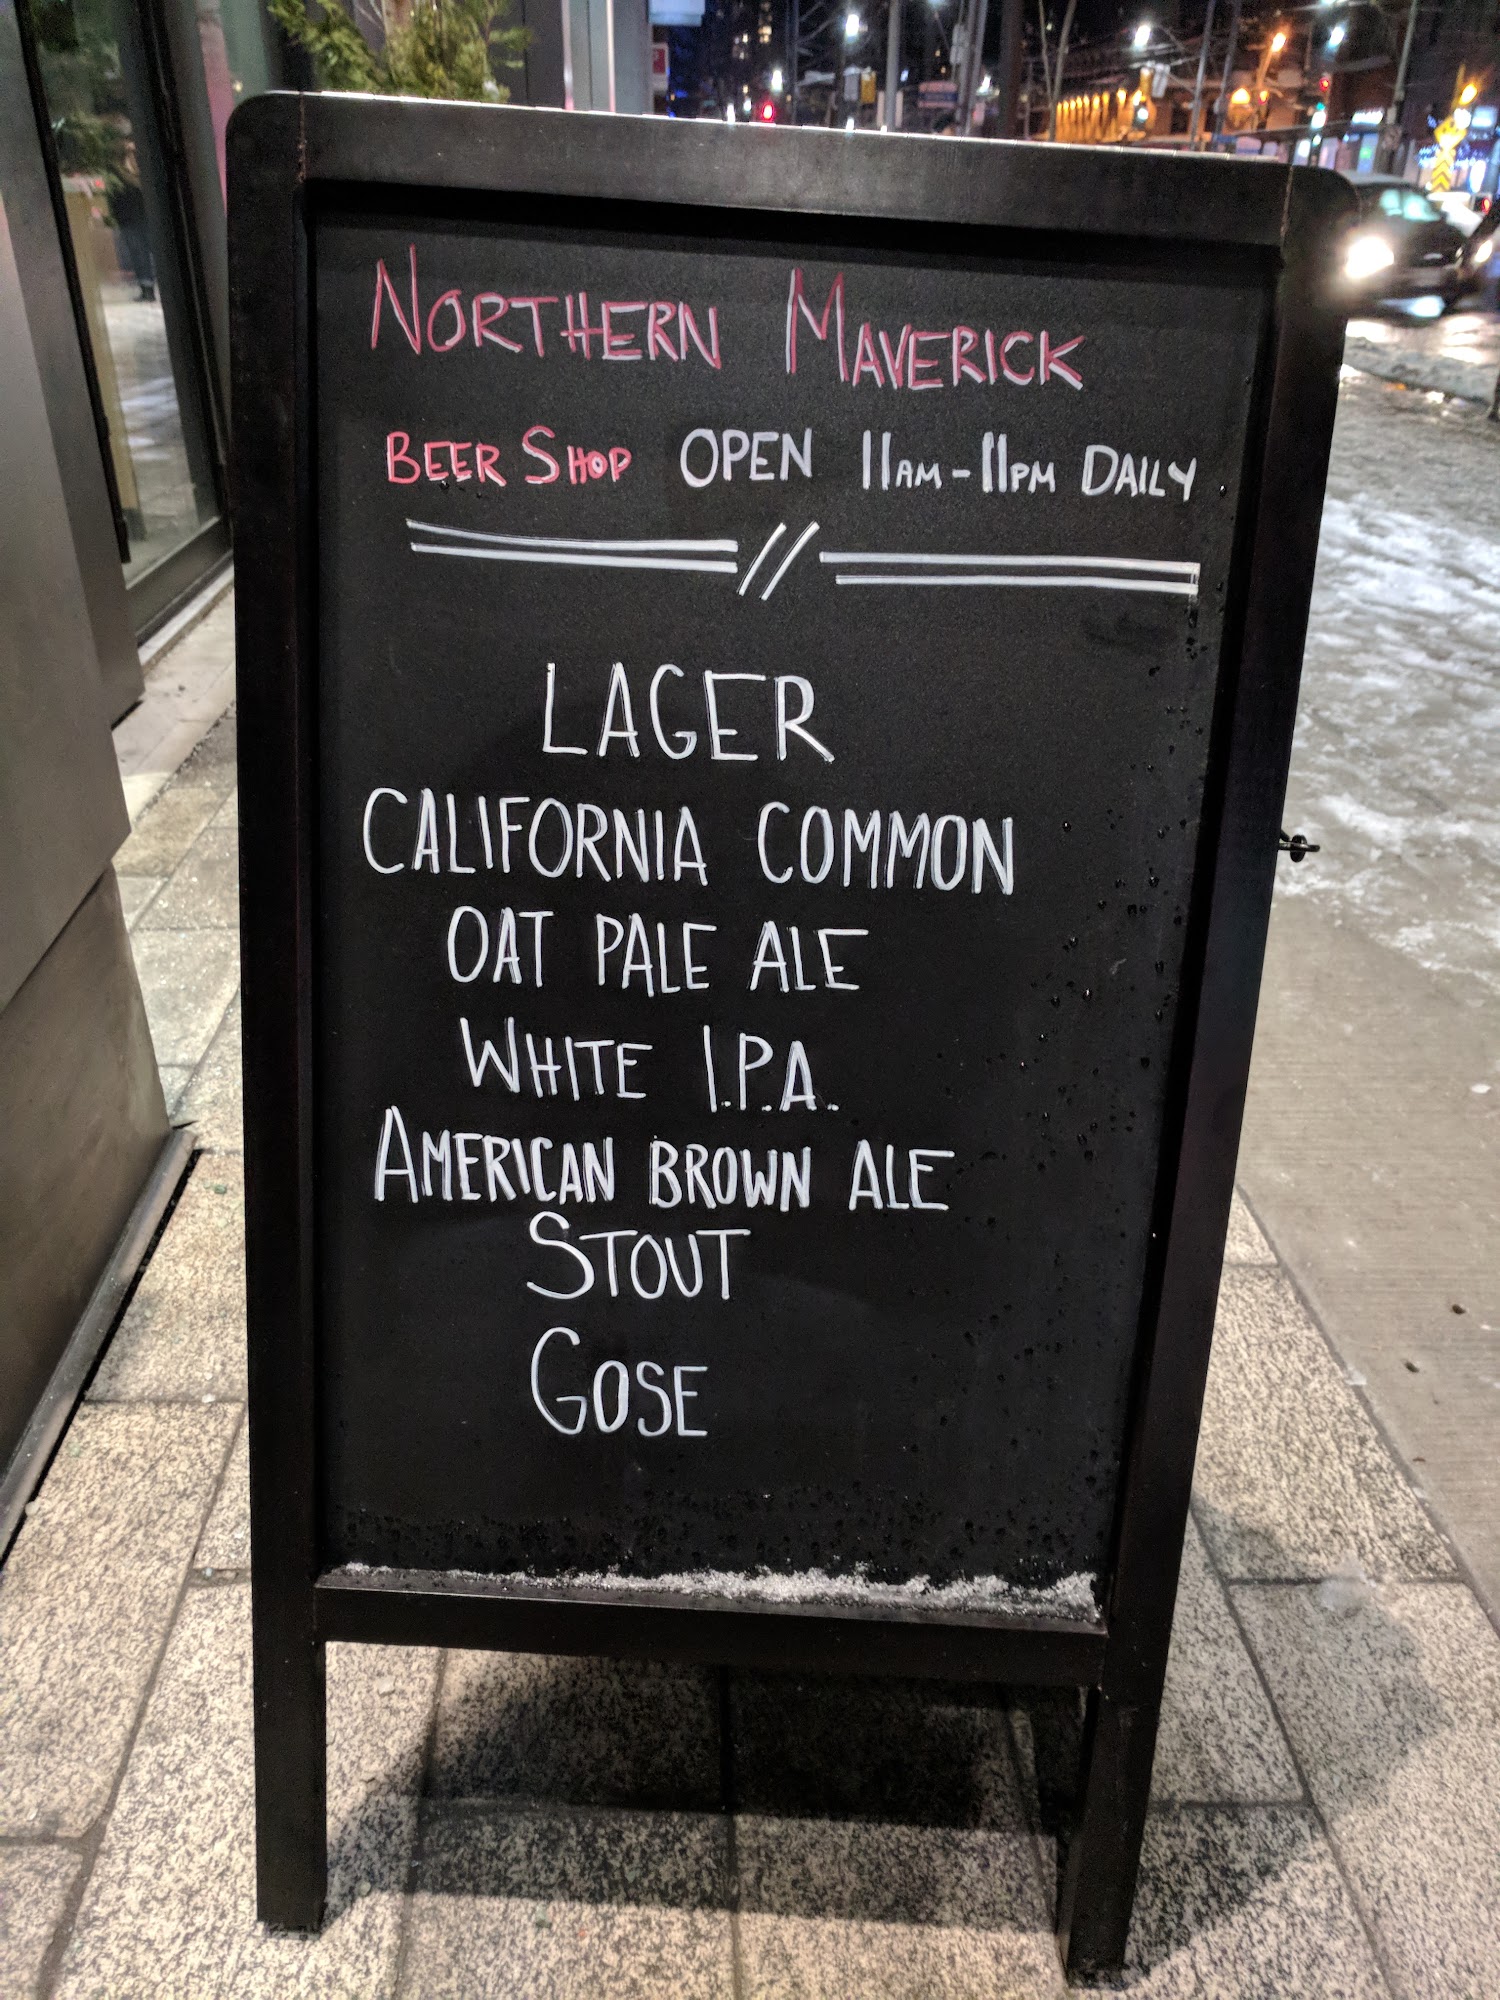 NORTHERN MAVERICK
BEER SHOP OPEN 11AM-11PM DAILY
LAGER
CALIFORNIA COMMON
OAT PALE ALE
WHITE I.P.A.
AMERICAN BROWN ALE
STOUT
GOSE